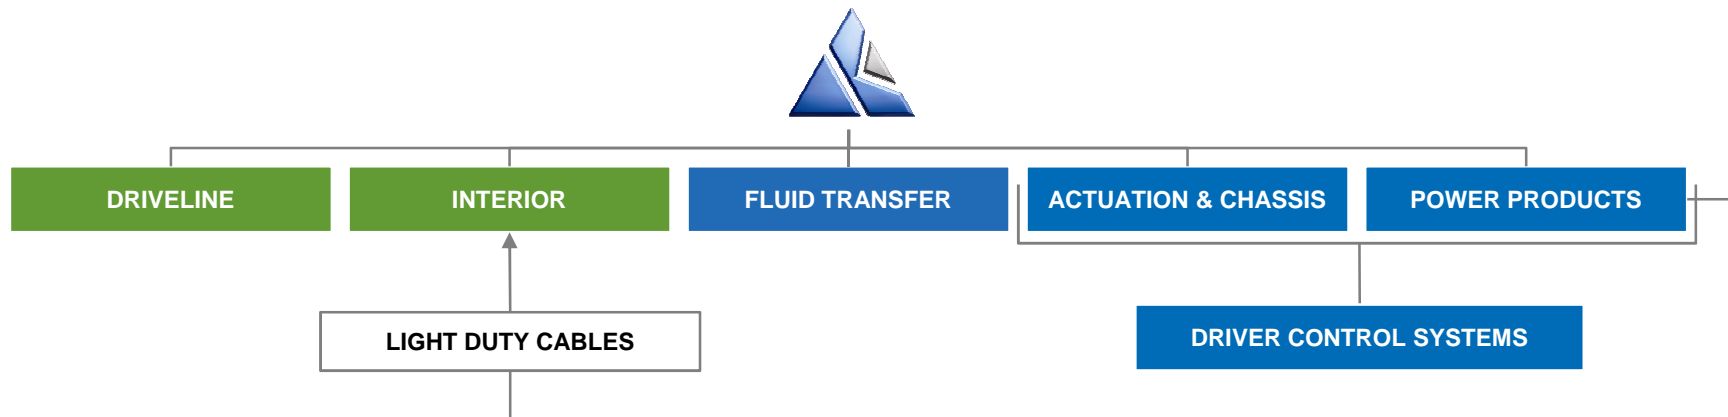 DRIVELINE
INTERIOR
FLUID TRANSFER
ACTUATION & CHASSIS
POWER PRODUCTS
LIGHT DUTY CABLES
DRIVER CONTROL SYSTEMS